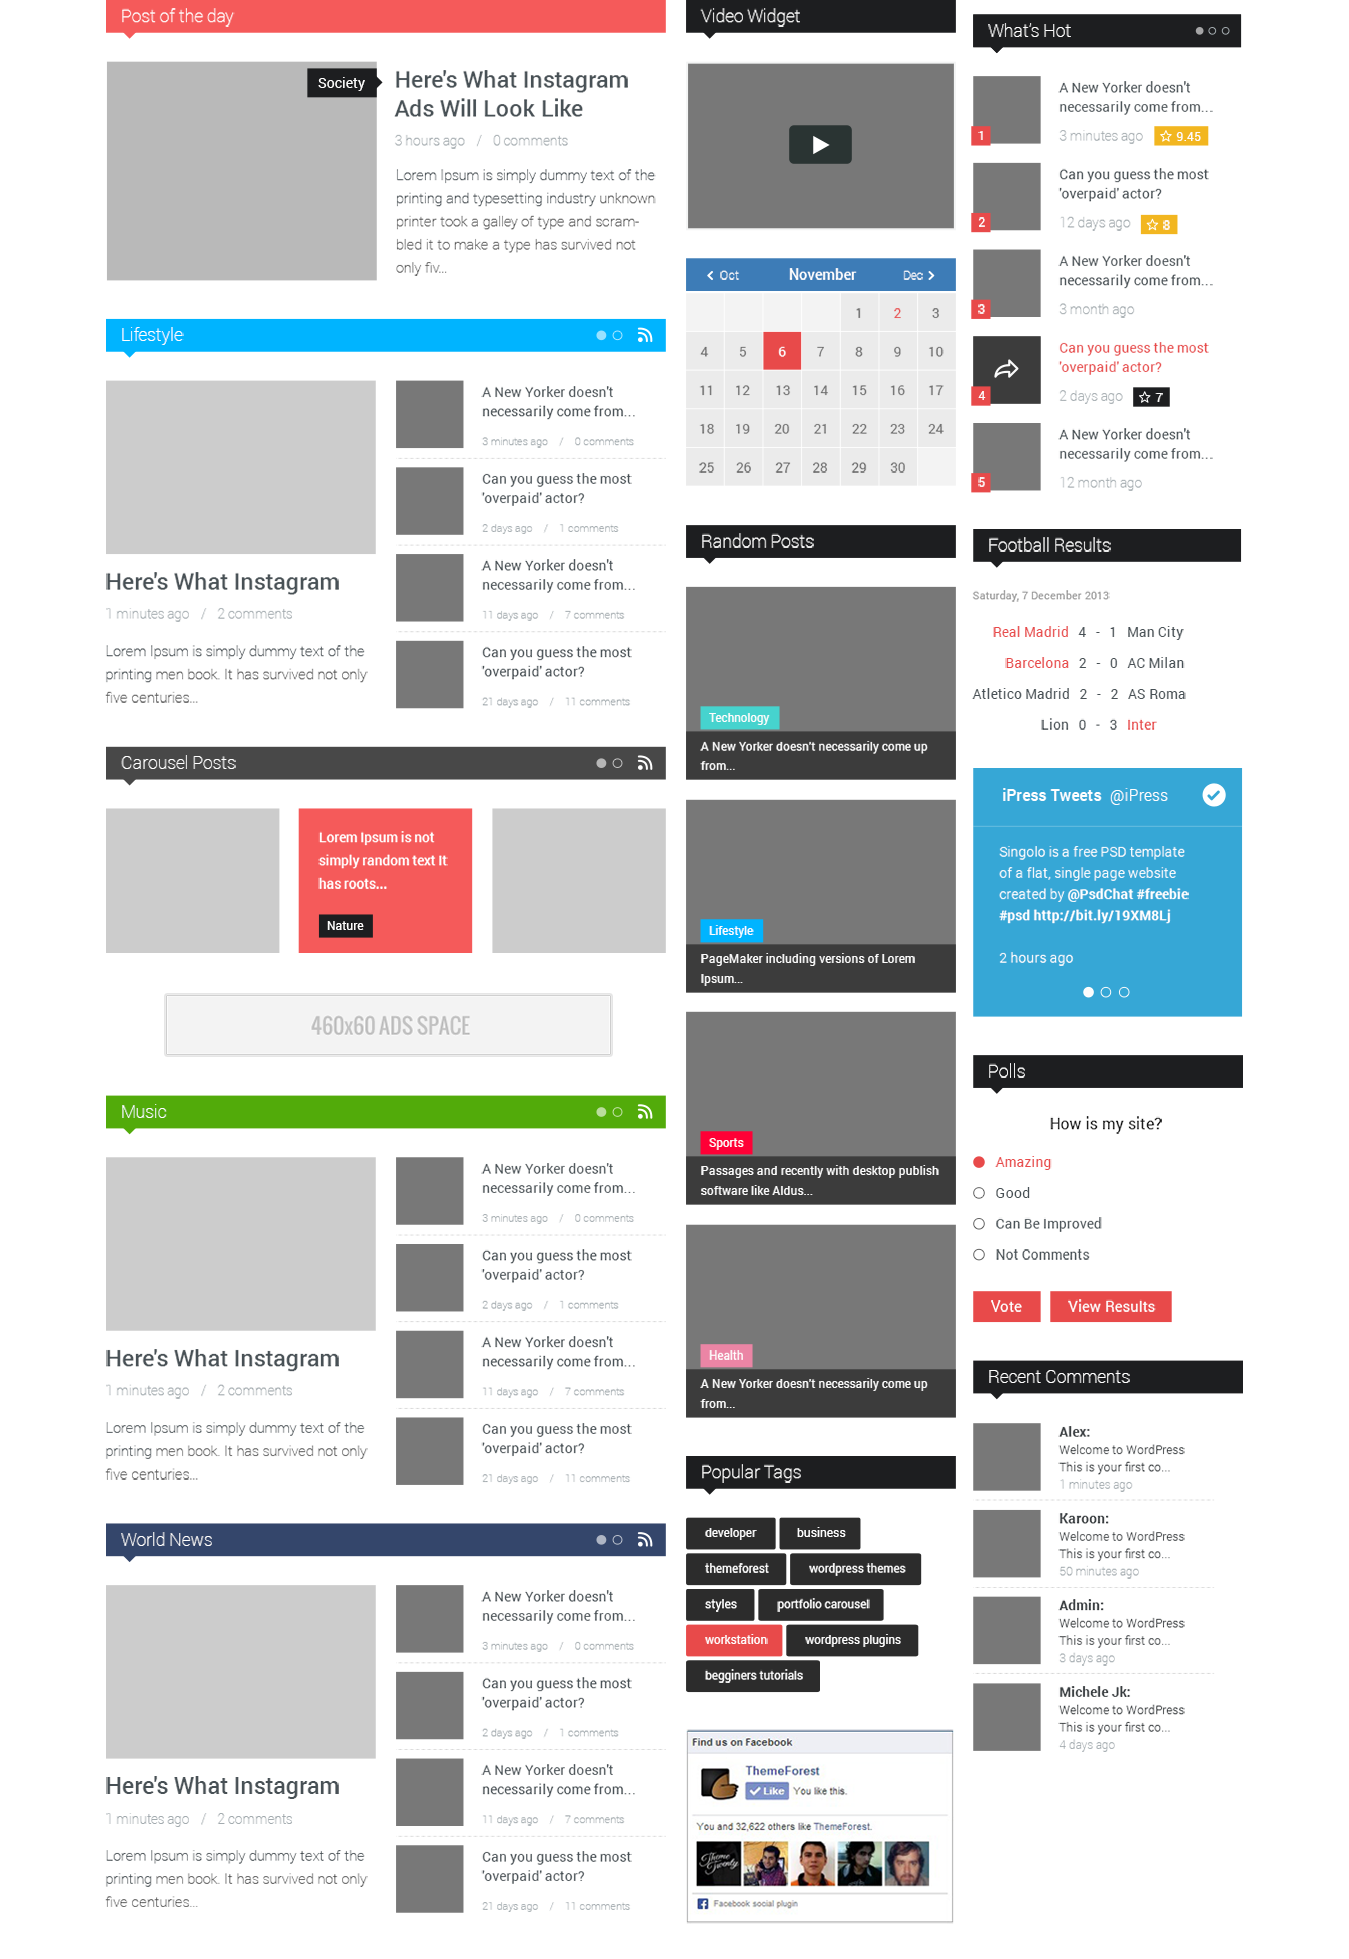 Post of the day
Society
Here's What Instagram
Ads Will Look Like
3 hours ago / 0 comments
Lorem Ipsum is simply dummy text of the
printing and typesetting industry unknown
printer took a galley of type and scram-
bled it to make a type has survived not
only fiv...
Lifestyle
Here's What Instagram
1 minutes ago / 2 comments
Lorem Ipsum is simply dummy text of the
printing men book. It has survived not only
five centuries...
A New Yorker doesn't
necessarily come from...
3 minutes ago / 0 comments
Can you guess the most
'overpaid' actor?
2 days ago / 1 comments
A New Yorker doesn't
necessarily come from...
11 days ago / 7 comments
Can you guess the most
'overpaid' actor?
21 days ago / 11 comments
Carousel Posts
Lorem Ipsum is not
simply random text It
has roots...
Nature
460x60 ADS SPACE
Music
Here's What Instagram
1 minutes ago / 2 comments
Lorem Ipsum is simply dummy text of the
printing men book. It has survived not only
five centuries...
A New Yorker doesn't
necessarily come from...
3 minutes ago / 0 comments
Can you guess the most
'overpaid' actor?
2 days ago / 1 comments
A New Yorker doesn't
necessarily come from...
11 days ago / 7 comments
Can you guess the most
'overpaid' actor?
21 days ago / 11 comments
World News
Here's What Instagram
1 minutes ago / 2 comments
Lorem Ipsum is simply dummy text of the
printing men book. It has survived not only
five centuries...
A New Yorker doesn't
necessarily come from...
3 minutes ago / 0 comments
Can you guess the most
'overpaid' actor?
2 days ago / 1 comments
A New Yorker doesn't
necessarily come from...
11 days ago / 7 comments
Can you guess the most
'overpaid' actor?
21 days ago / 11 comments
Video Widget
Oct November Dec
1 2 3
4 5 6 7 8 9 10
11 12 13 14 15 16 17
18 19 20 21 22 23 24
25 26 27 28 29 30
Random Posts
Technology
A New Yorker doesn't necessarily come up
from...
Lifestyle
PageMaker including versions of Lorem
Ipsum...
Sports
Passages and recently with desktop publish
software like Aldus...
Health
A New Yorker doesn't necessarily come up
from...
Popular Tags
developer business
themeforest wordpress themes
styles portfolio carousel
workstation wordpress plugins
begginers tutorials
Find us on Facebook
ThemeForest
Like You like this.
You and 32,622 others like ThemeForest.
Theme
Twenty
Facebook social plugin
What's Hot
A New Yorker doesn't
necessarily come from...
1 3 minutes ago 9.45
Can you guess the most
'overpaid' actor?
2 12 days ago 8
A New Yorker doesn't
necessarily come from...
3 3 month ago
Can you guess the most
'overpaid' actor?
4 2 days ago 7
A New Yorker doesn't
necessarily come from...
5 12 month ago
Football Results
Saturday, 7 December 2013
Real Madrid 4 - 1 Man City
Barcelona 2 - 0 AC Milan
Atletico Madrid 2 - 2 AS Roma
Lion 0 - 3 Inter
iPress Tweets @iPress
Singolo is a free PSD template
of a flat, single page website
created by @PsdChat #freebie
#psd http://bit.ly/19XM8Lj
2 hours ago
Polls
How is my site?
Amazing
Good
Can Be Improved
Not Comments
Vote View Results
Recent Comments
Alex:
Welcome to WordPress
This is your first co...
1 minutes ago
Karoon:
Welcome to WordPress
This is your first co...
50 minutes ago
Admin:
Welcome to WordPress
This is your first co...
3 days ago
Michele Jk:
Welcome to WordPress
This is your first co...
4 days ago